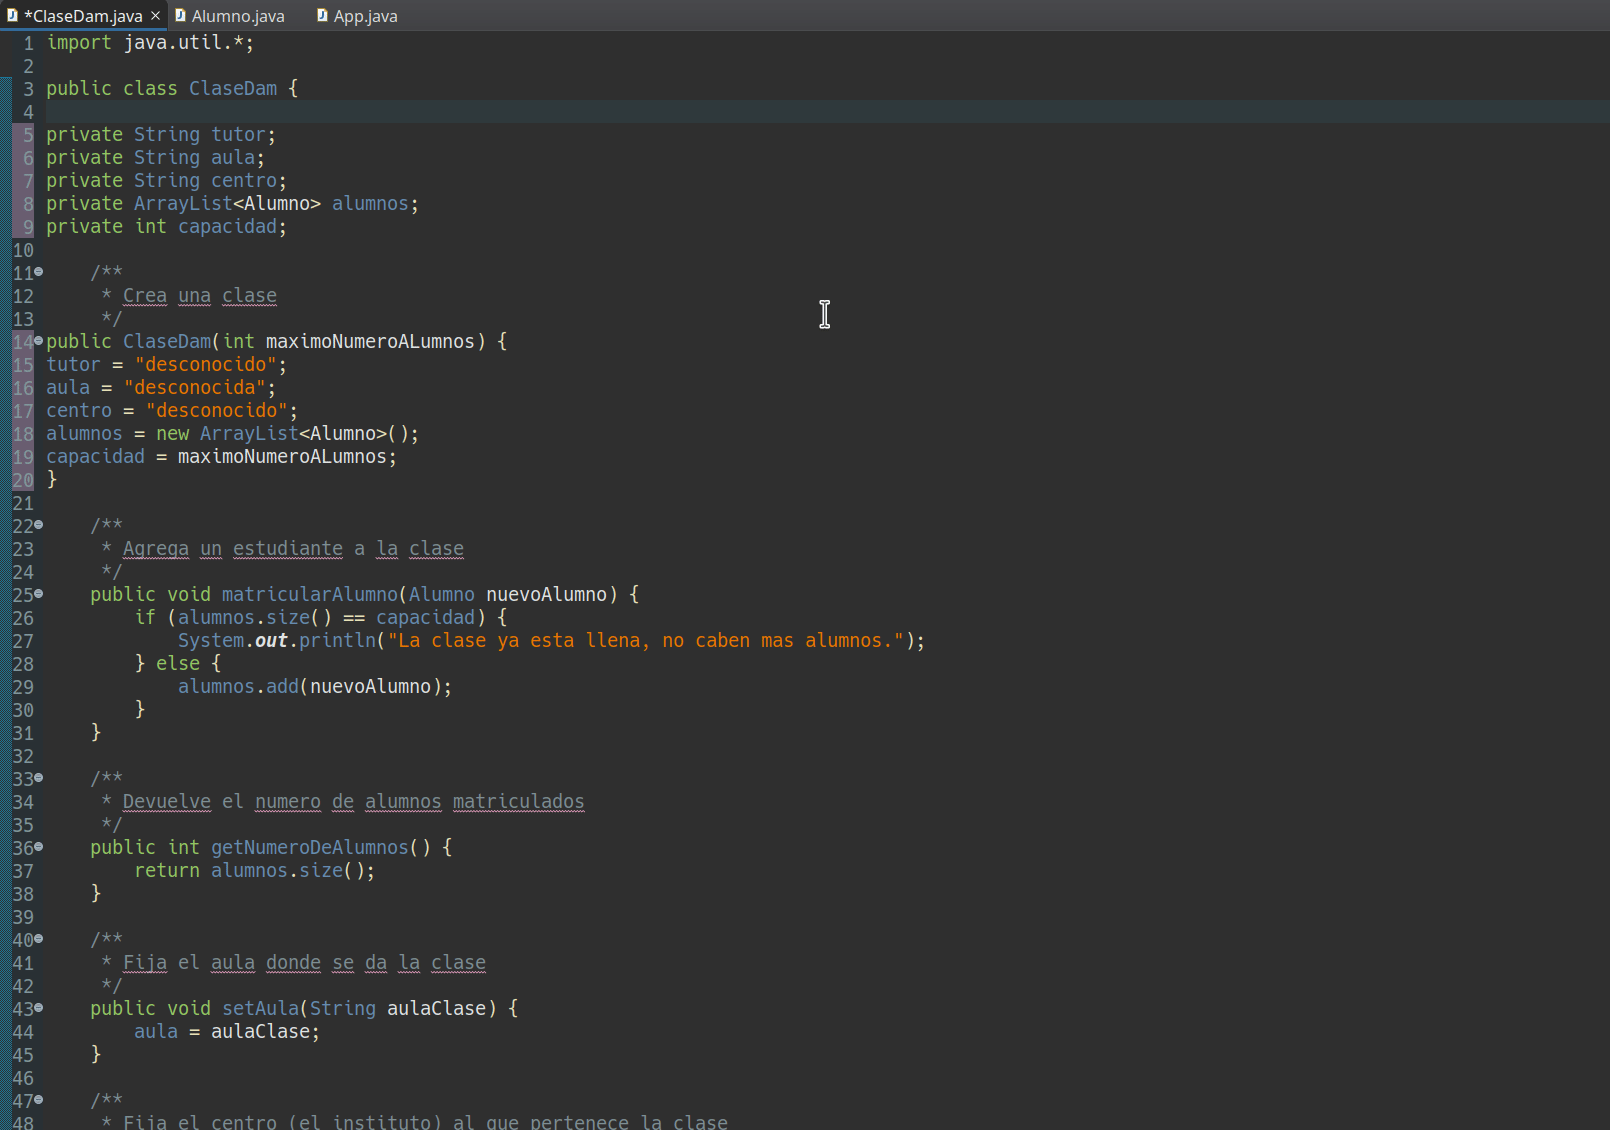 *ClaseDam.java Alumno.java App.java
1 import java.util.*;
2
3 public class ClaseDam {
4
5 private String tutor;
6 private String aula;
7 private String centro;
8 private ArrayList<Alumno> alumnos;
9 private int capacidad;
10
11 /**
12 * Crea una clase
13 */
14 public ClaseDam(int maximoNumeroALumnos) {
15 tutor = "desconocido";
16 aula = "desconocida";
17 centro = "desconocido";
18 alumnos = new ArrayList<Alumno>();
19 capacidad = maximoNumeroALumnos;
20 }
21
22 /**
23 * Agrega un estudiante a la clase
24 */
25 public void matricularAlumno(Alumno nuevoAlumno) {
26 if (alumnos.size() == capacidad) {
27 System.out.println("La clase ya esta llena, no caben mas alumnos.");
28 } else {
29 alumnos.add(nuevoAlumno);
30 }
31 }
32
33 /**
34 * Devuelve el numero de alumnos matriculados
35 */
36 public int getNumeroDeAlumnos() {
37 return alumnos.size();
38 }
39
40 /**
41 * Fija el aula donde se da la clase
42 */
43 public void setAula(String aulaClase) {
44 aula = aulaClase;
45 }
46
47 /**
48 * Fija el centro (el instituto) al que pertenece la clase